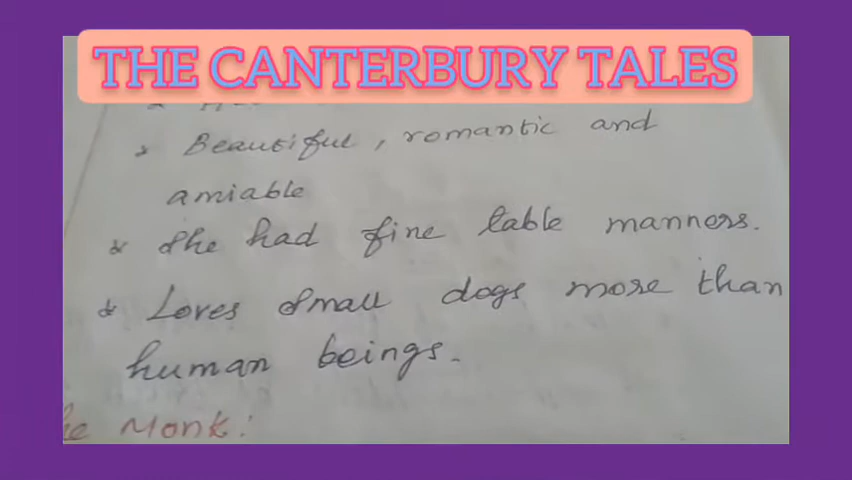 THE CANTERBURY TALES
* Beautiful, romantic and
amiable
* She had fine table manners.
* Loves small dogs more than
human beings.
Monk: